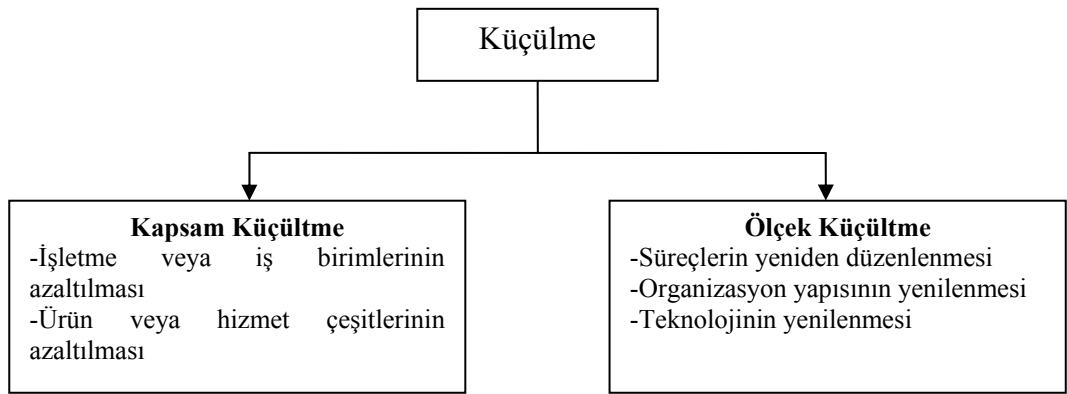 Küçülme
Kapsam Küçültme
-İşletme veya iş birimlerinin
azaltılması
-Ürün veya hizmet çeşitlerinin
azaltılması
Ölçek Küçültme
-Süreçlerin yeniden düzenlenmesi
-Organizasyon yapısının yenilenmesi
-Teknolojinin yenilenmesi